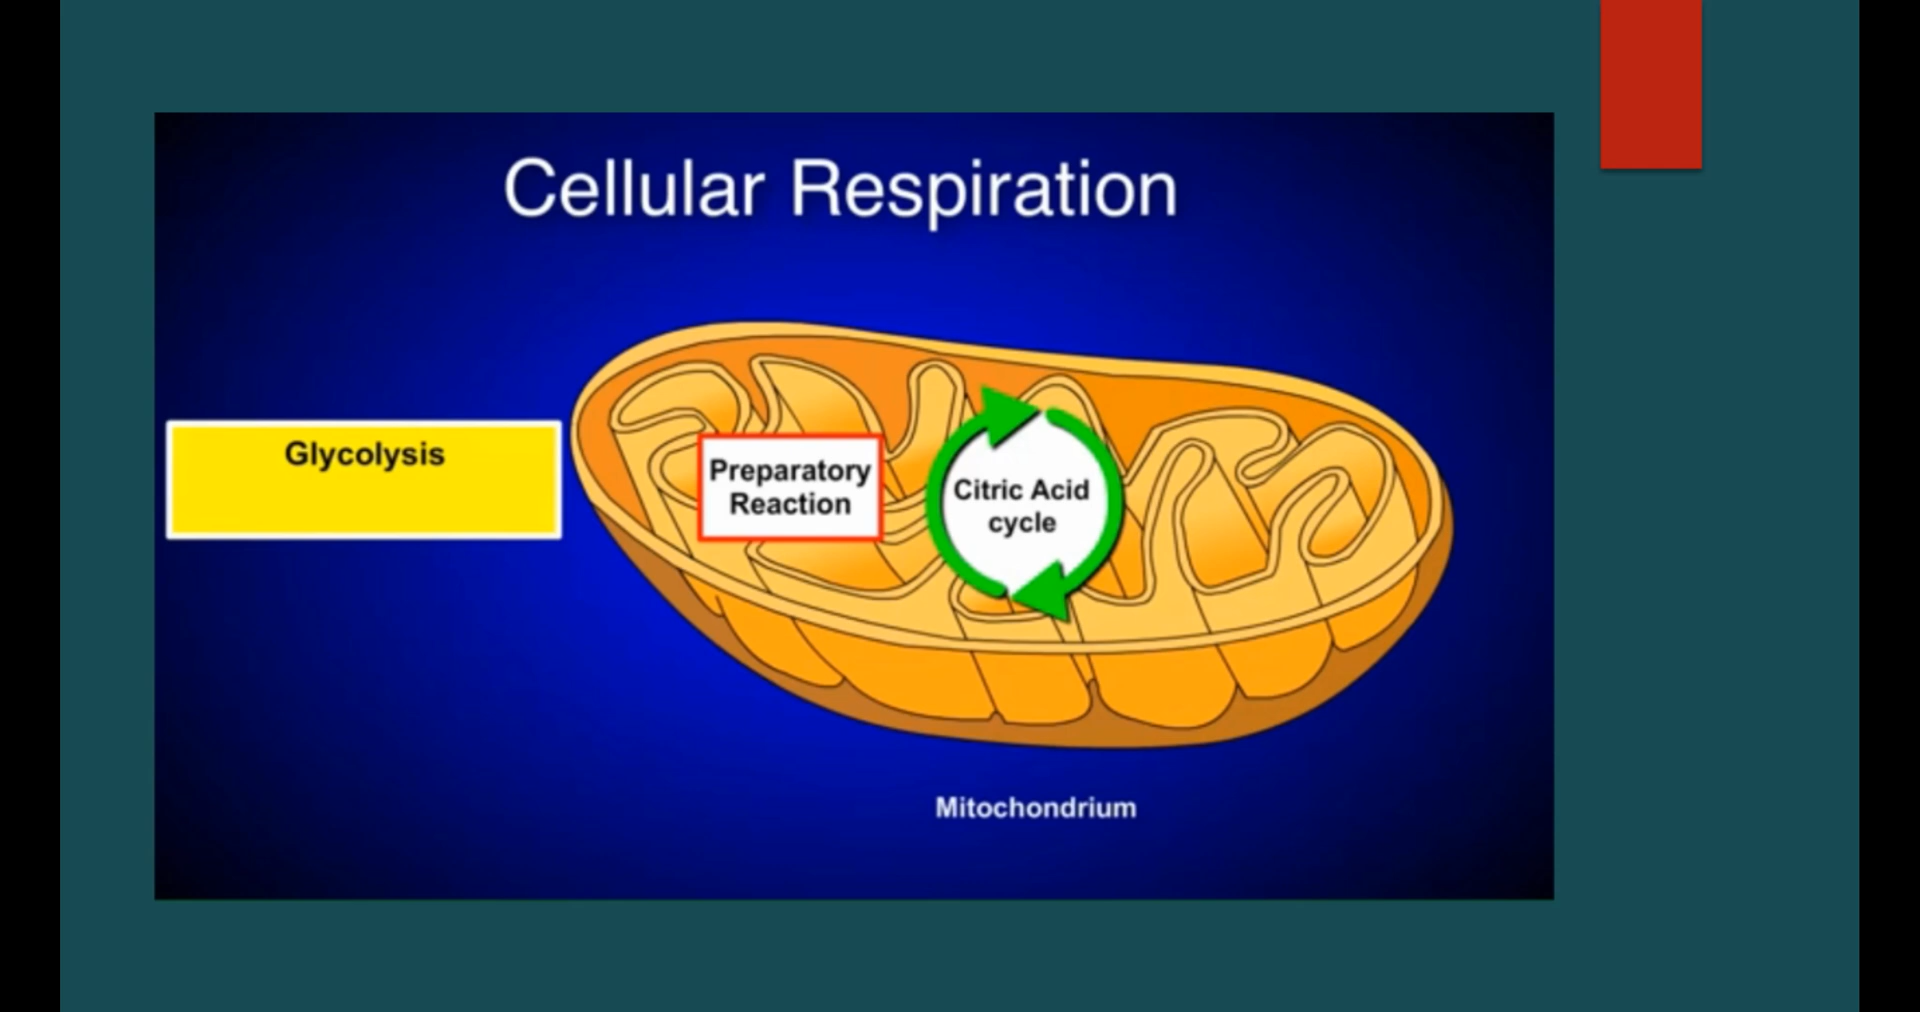 Cellular Respiration
Glycolysis
Preparatory
Reaction
Citric Acid
cycle
Mitochondrium